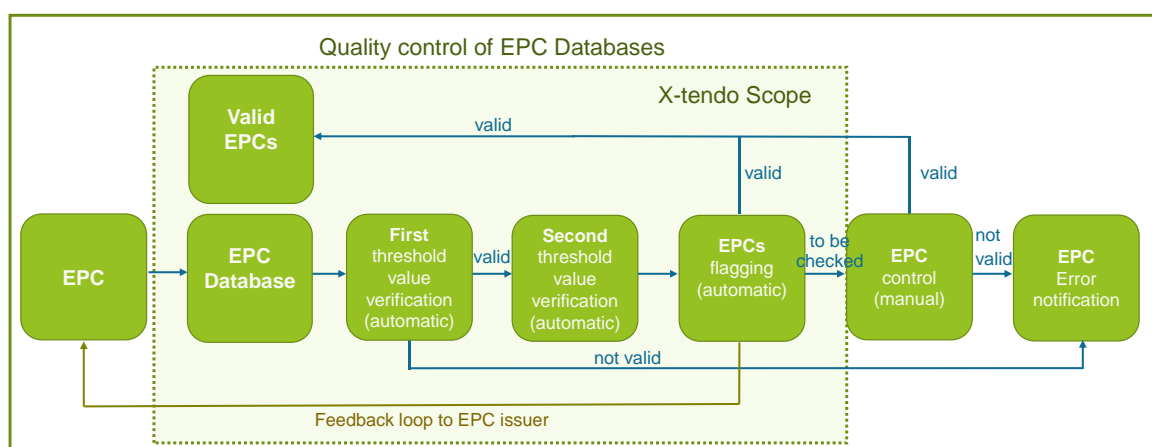 Quality control of EPC Databases
X-tendo Scope
Valid
EPCs
valid
valid
valid
EPC
EPC
Database
First
threshold
value
verification
(automatic)
valid
Second
threshold
value
verification
(automatic)
EPCs
flagging
(automatic)
to be
checked
EPC
control
(manual)
not
valid
EPC
Error
notification
not valid
Feedback loop to EPC issuer